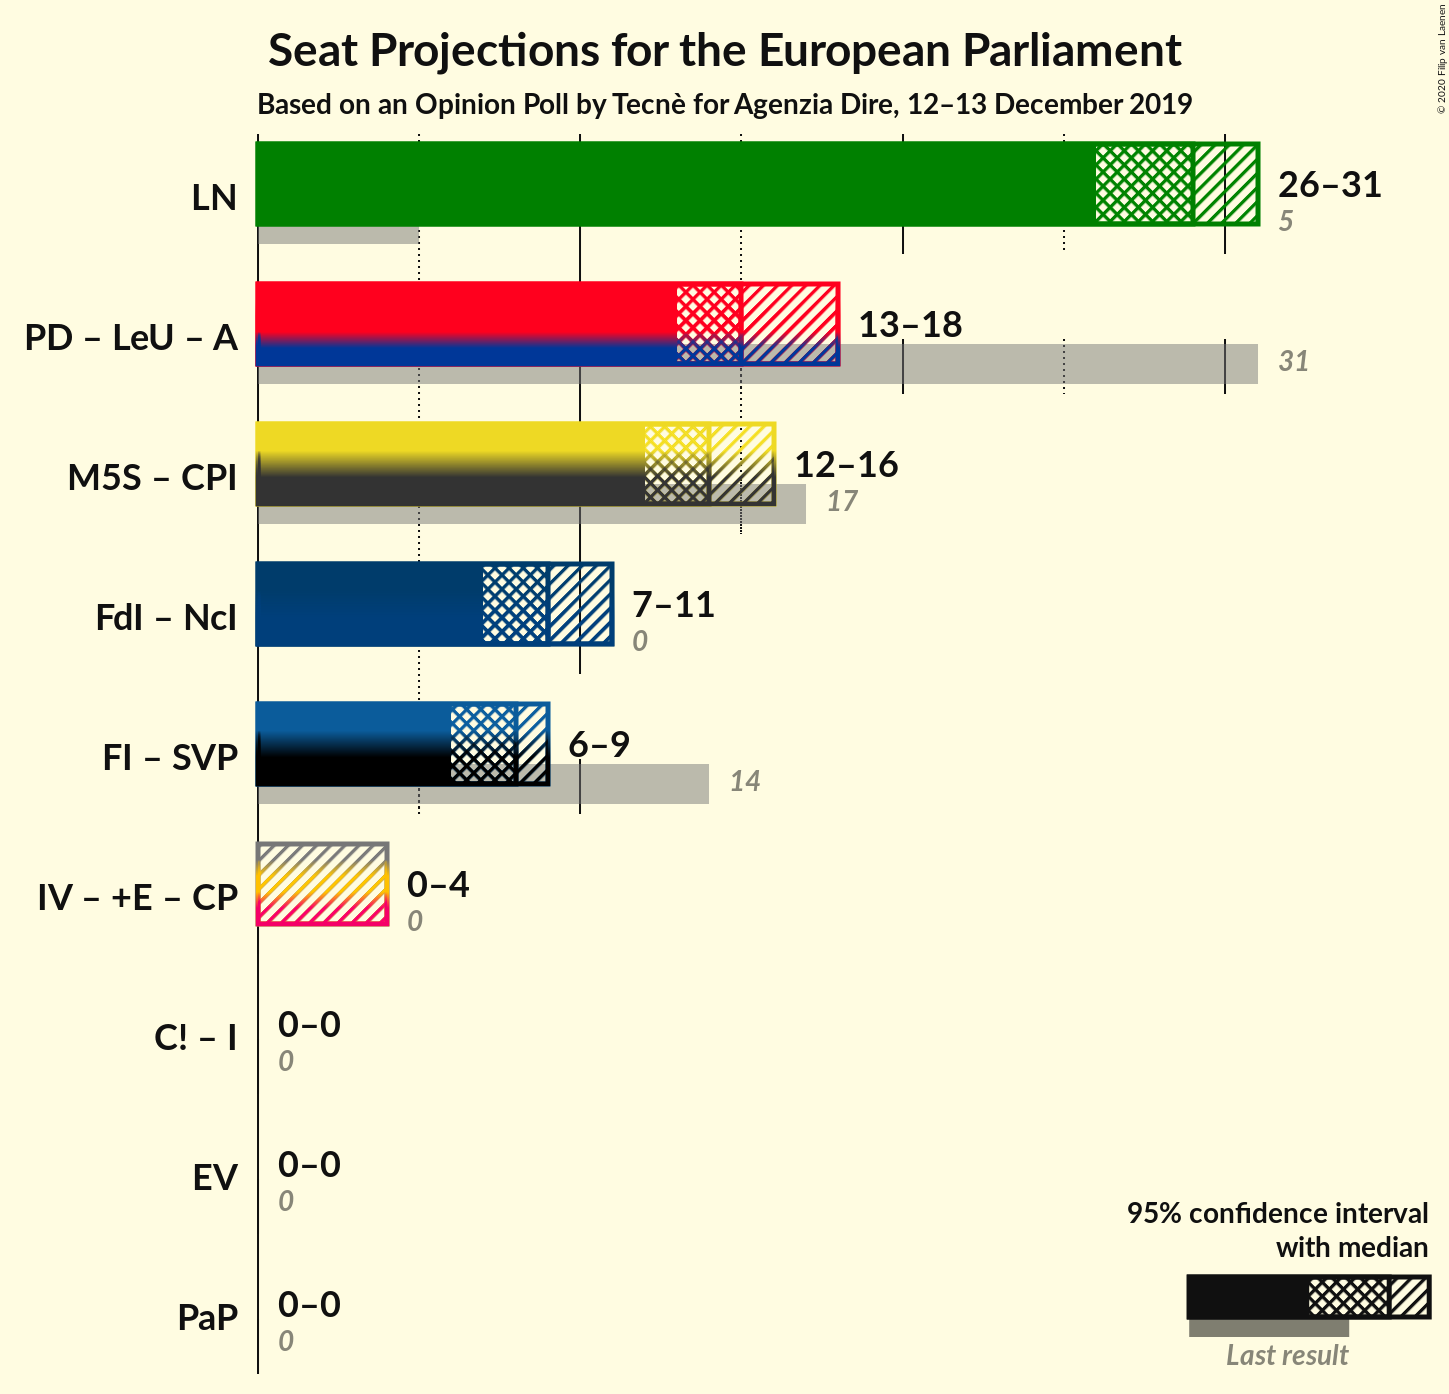 Seat Projections for the European Parliament
Based on an Opinion Poll by Tecnè for Agenzia Dire, 12–13 December 2019
© 2020 Filip van Laenen
LN
26–31
5
PD – LeU – A
13–18
31
M5S – CPI
12–16
17
FdI – NcI
7–11
0
FI – SVP
6–9
14
IV – +E – CP
0–4
0
C! – I
0–0
0
EV
0–0
0
PaP
0–0
0
95% confidence interval
with median
Last result